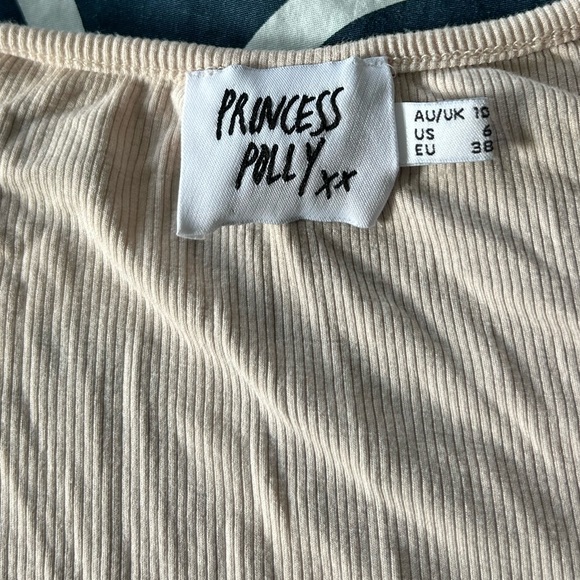 PRINCESS
POLLY xx
AU/UK 10
US 6
EU 38